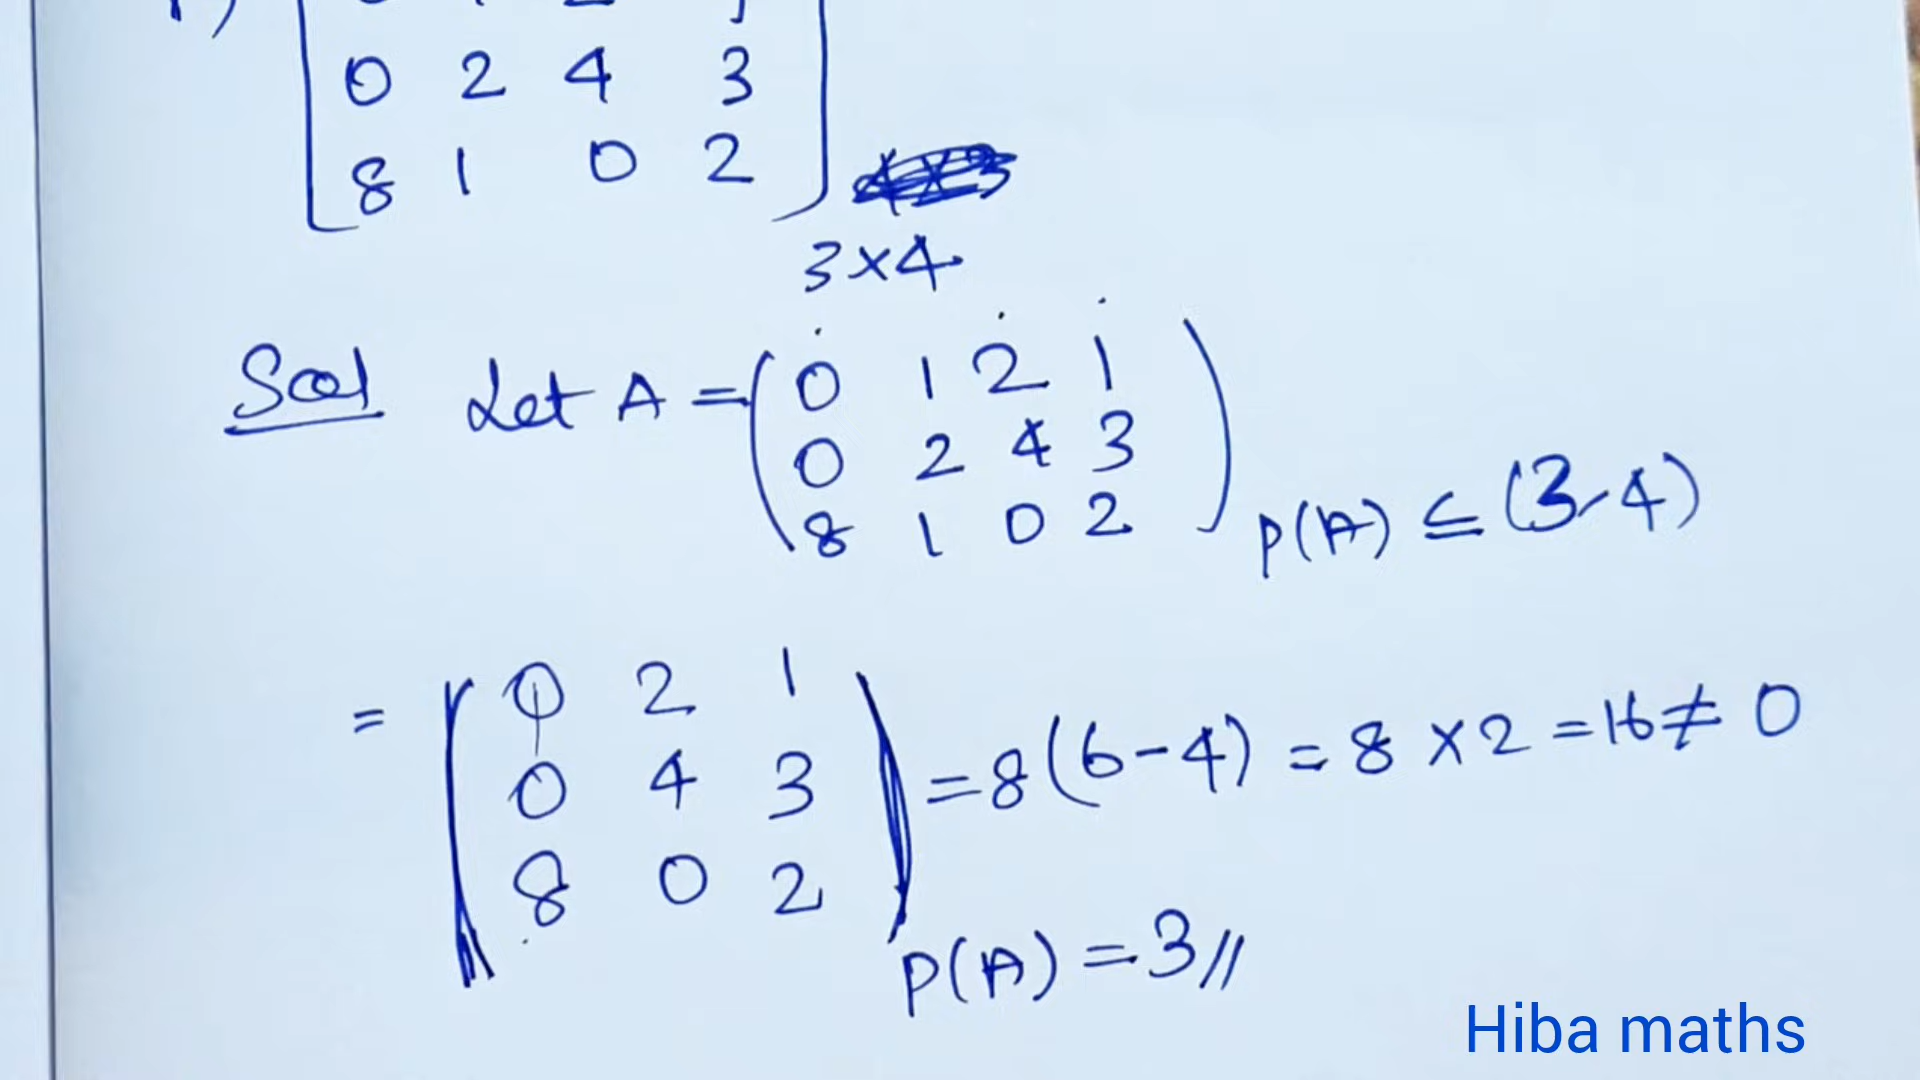 0 2 4 3
8 1 0 2
3×4
Sol Let A = ( 0 1 2 1
0 2 4 3
8 1 0 2 ) ρ(A) ≤ (3,4)
= | 0 2 1
0 4 3
8 0 2 | = 8(6-4) = 8 × 2 = 16 ≠ 0
ρ(A) = 3//
Hiba maths